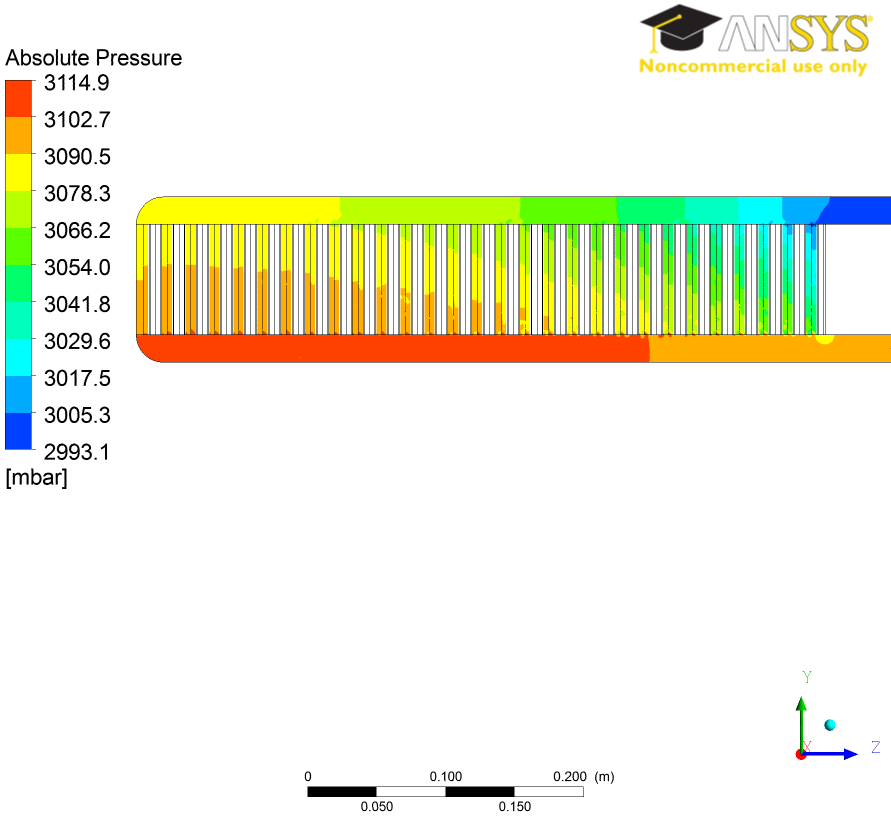 ANSYS
Noncommercial use only
Absolute Pressure
3114.9
3102.7
3090.5
3078.3
3066.2
3054.0
3041.8
3029.6
3017.5
3005.3
2993.1
[mbar]
Y
X
Z
0 0.100 0.200 (m)
0.050 0.150